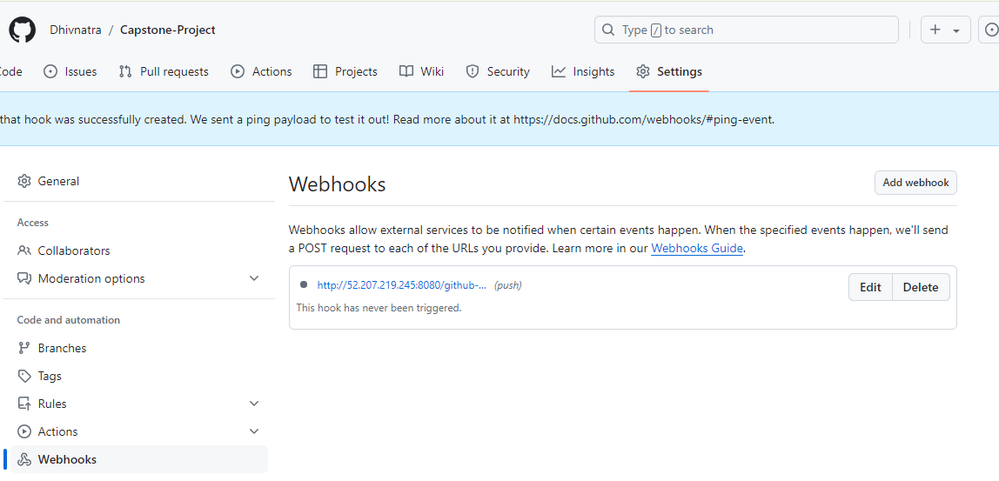 Dhivnatra / Capstone-Project
Type / to search
Code Issues Pull requests Actions Projects Wiki Security Insights Settings
that hook was successfully created. We sent a ping payload to test it out! Read more about it at https://docs.github.com/webhooks/#ping-event.
General
Access
Collaborators
Moderation options
Code and automation
Branches
Tags
Rules
Actions
Webhooks
Webhooks
Add webhook
Webhooks allow external services to be notified when certain events happen. When the specified events happen, we'll send
a POST request to each of the URLs you provide. Learn more in our Webhooks Guide.
http://52.207.219.245:8080/github-... (push)
Edit Delete
This hook has never been triggered.